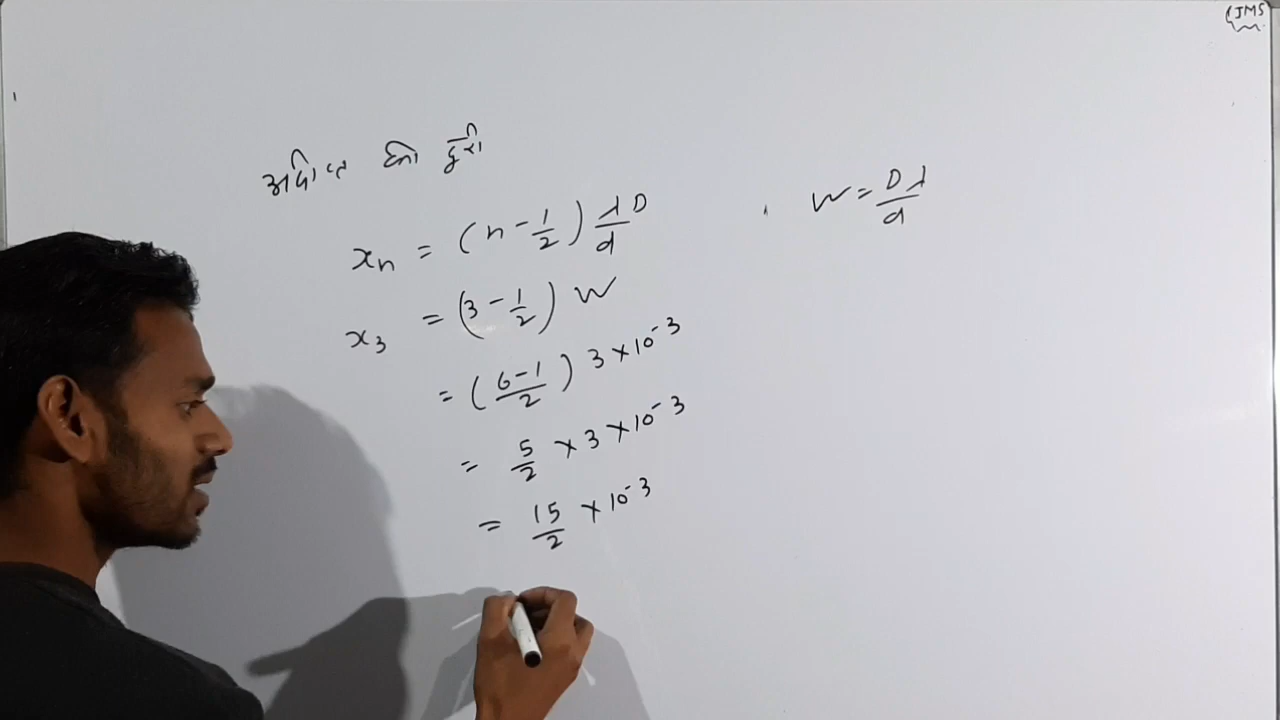 की दूरी
xₙ = (n - 1/2) λD/d
W = Dλ/d
x₃ = (3 - 1/2) W
= (6-1/2) 3 × 10⁻³
= 5/2 × 3 × 10⁻³
= 15/2 × 10⁻³
JMS